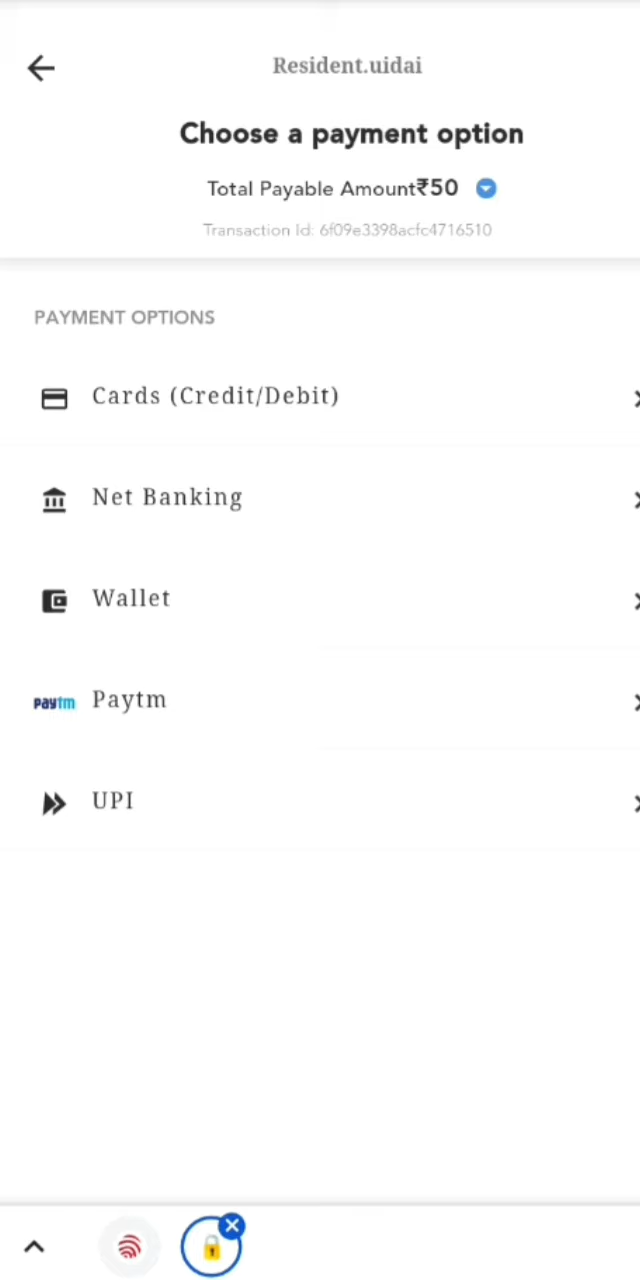 Resident.uidai
Choose a payment option
Total Payable Amount₹50
Transaction Id: 6f09e3398acfc4716510
PAYMENT OPTIONS
Cards (Credit/Debit)
Net Banking
Wallet
paytm Paytm
UPI